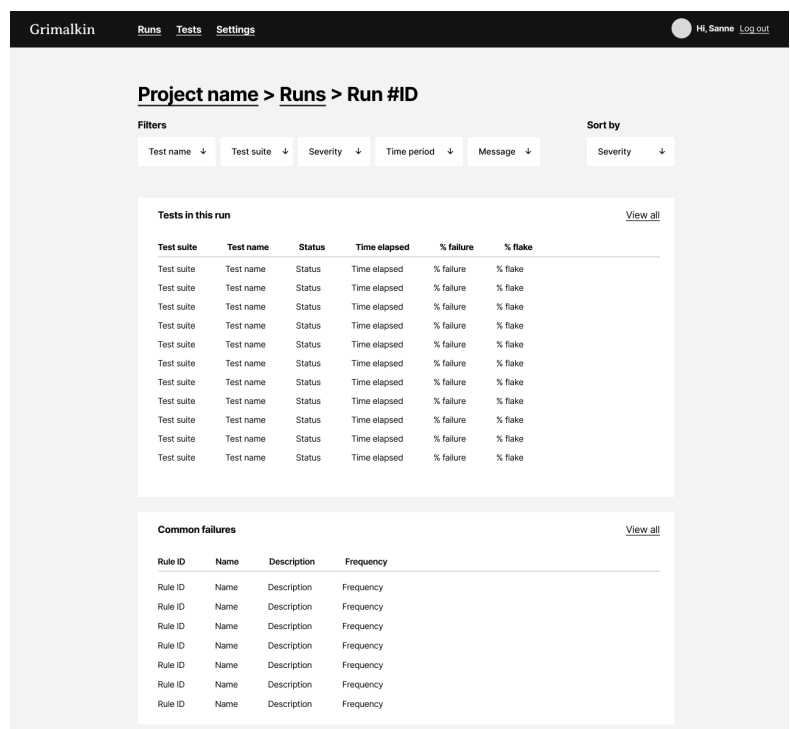 Grimalkin Runs Tests Settings Hi, Sanne Log out
Project name > Runs > Run #ID
Filters Sort by
Test name ↓ Test suite ↓ Severity ↓ Time period ↓ Message ↓ Severity ↓
Tests in this run View all
Test suite Test name Status Time elapsed % failure % flake
Test suite Test name Status Time elapsed % failure % flake
Test suite Test name Status Time elapsed % failure % flake
Test suite Test name Status Time elapsed % failure % flake
Test suite Test name Status Time elapsed % failure % flake
Test suite Test name Status Time elapsed % failure % flake
Test suite Test name Status Time elapsed % failure % flake
Test suite Test name Status Time elapsed % failure % flake
Test suite Test name Status Time elapsed % failure % flake
Test suite Test name Status Time elapsed % failure % flake
Test suite Test name Status Time elapsed % failure % flake
Test suite Test name Status Time elapsed % failure % flake
Common failures View all
Rule ID Name Description Frequency
Rule ID Name Description Frequency
Rule ID Name Description Frequency
Rule ID Name Description Frequency
Rule ID Name Description Frequency
Rule ID Name Description Frequency
Rule ID Name Description Frequency
Rule ID Name Description Frequency